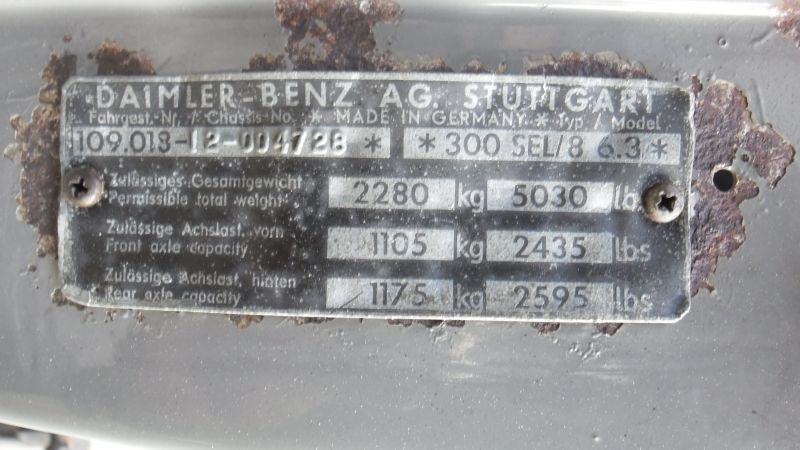 DAIMLER-BENZ AG. STUTTGART
Fahrgest.-Nr. / Chassis-No. * MADE IN GERMANY * Typ / Model
109.018-12-004728 * * 300 SEL/8 6.3 *
Zulässiges Gesamtgewicht
Permissible total weight 2280 kg 5030 lbs
Zulässige Achslast vorn
Front axle capacity 1105 kg 2435 lbs
Zulässige Achslast hinten
Rear axle capacity 1175 kg 2595 lbs